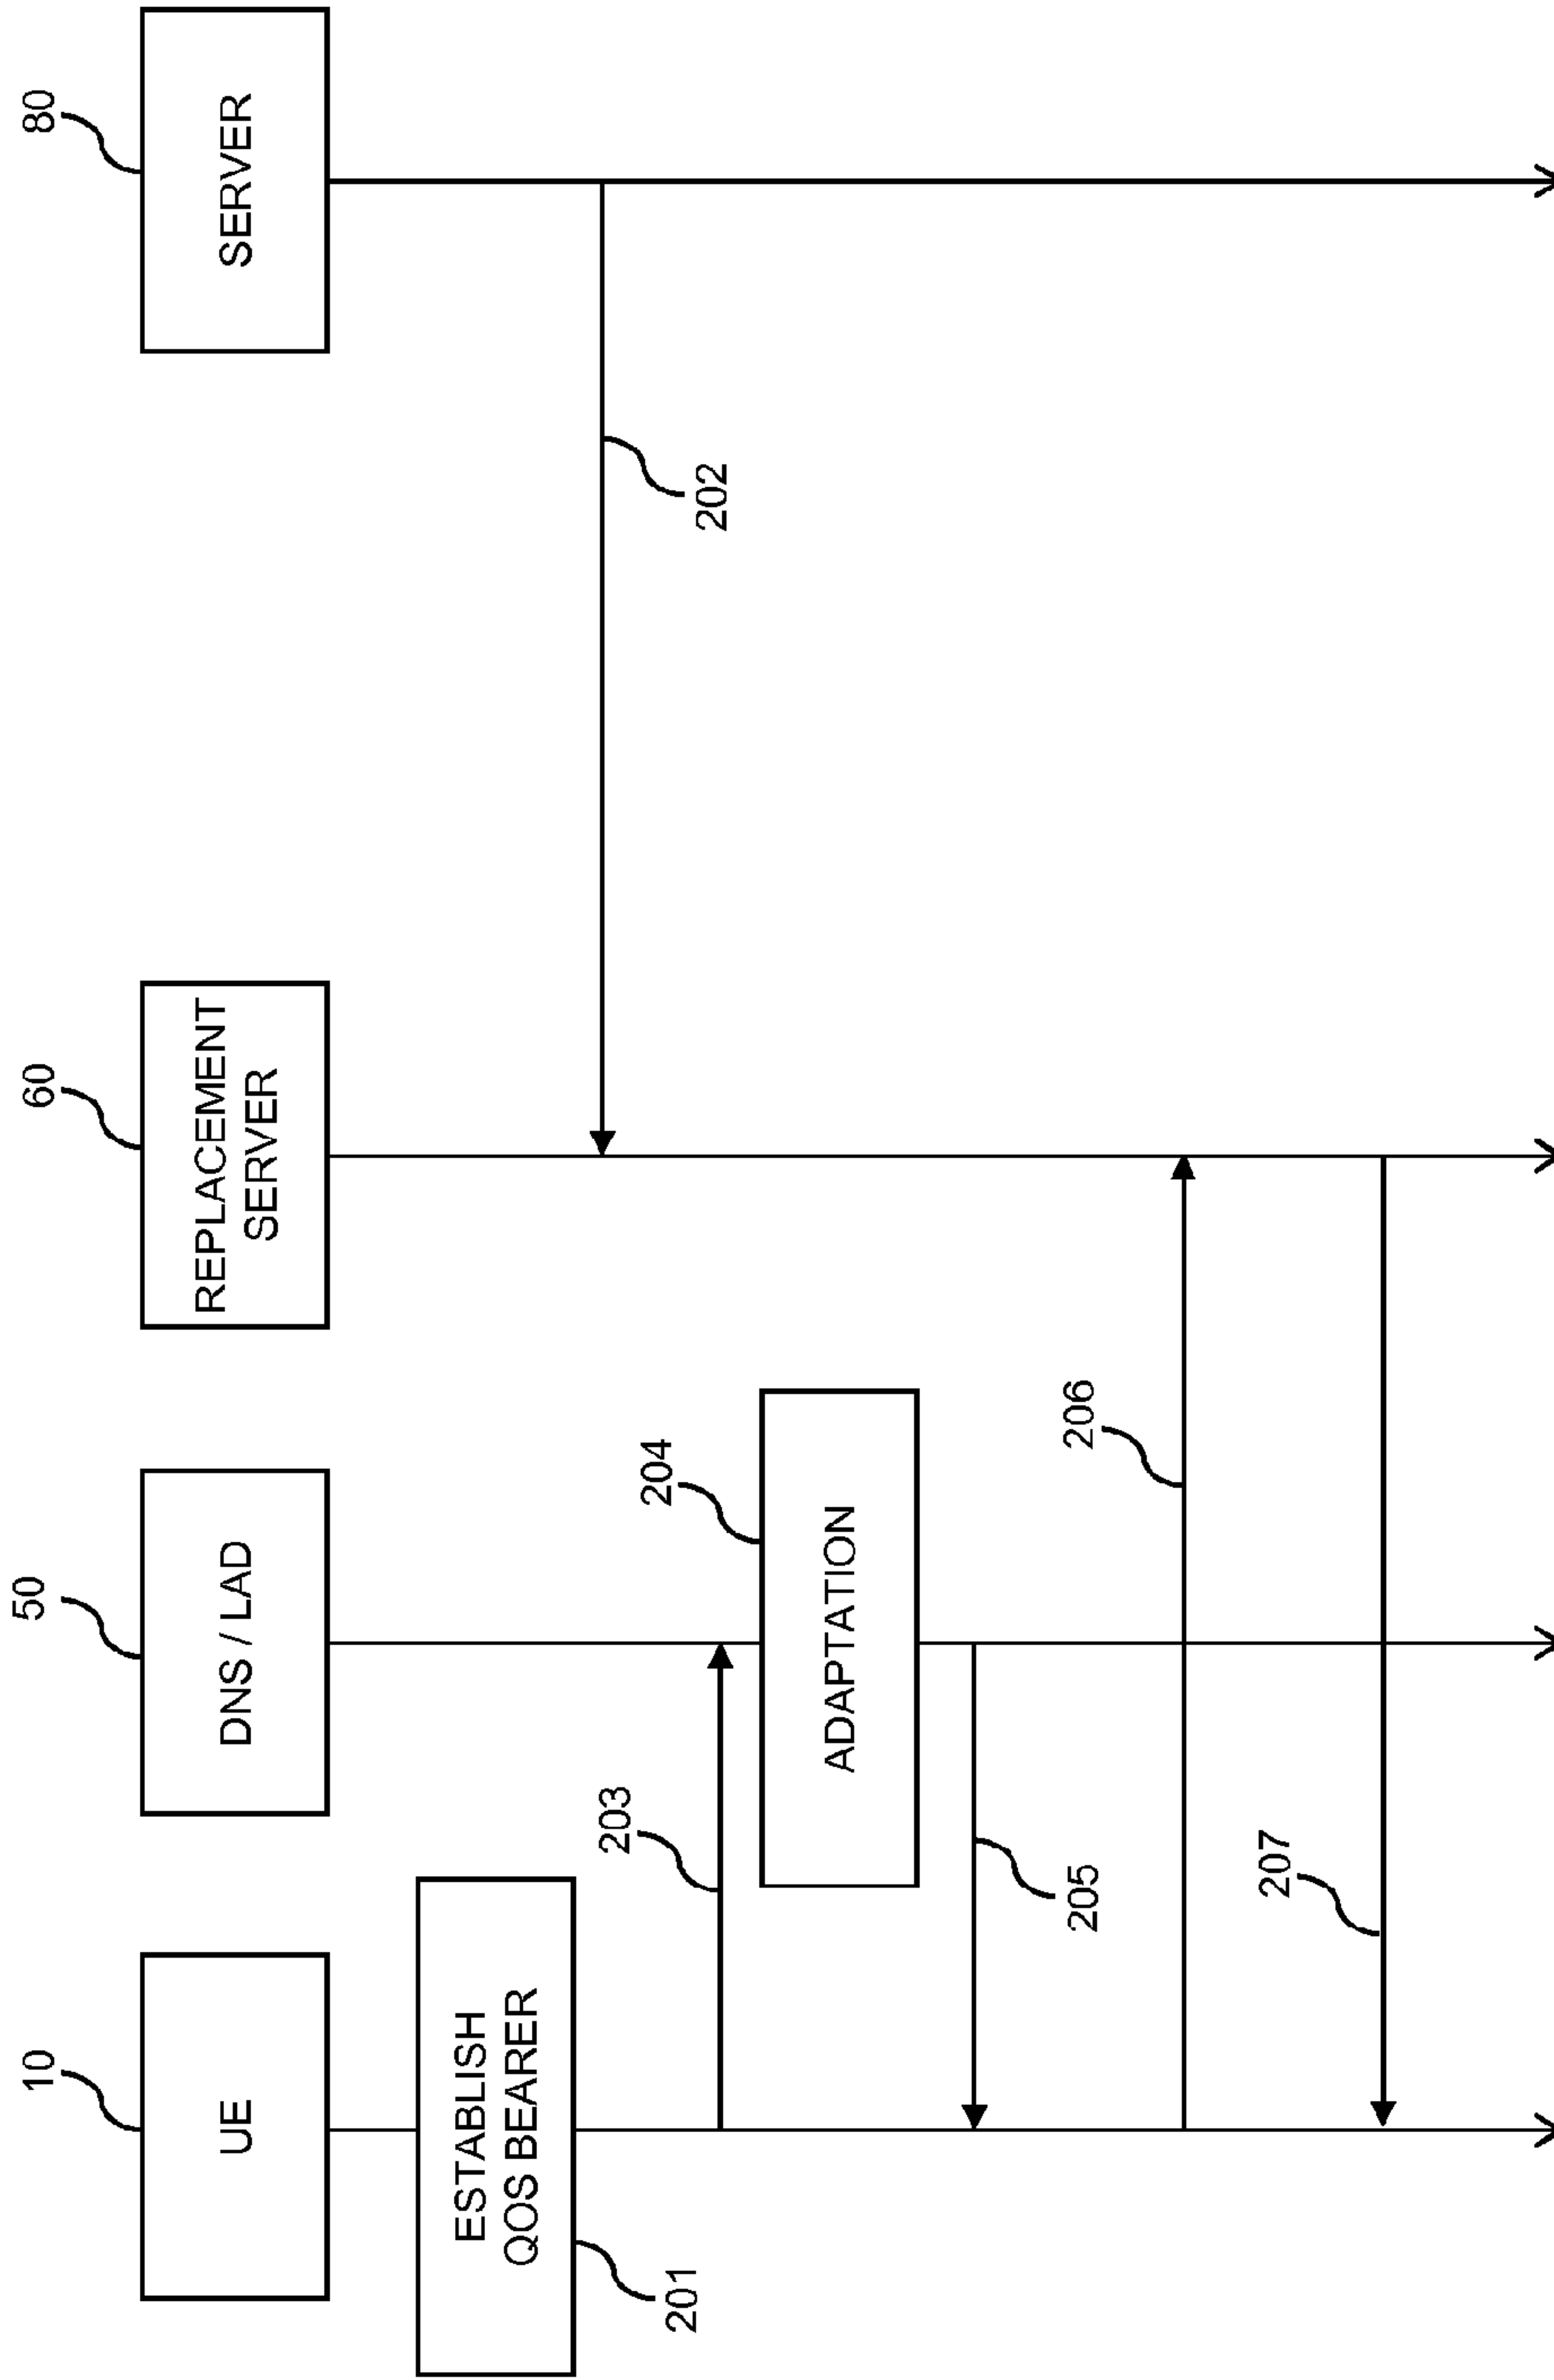 10
50
60
80
UE
DNS / LAD
REPLACEMENT
SERVER
SERVER
ESTABLISH
QOS BEARER
201
202
203
204
ADAPTATION
205
206
207